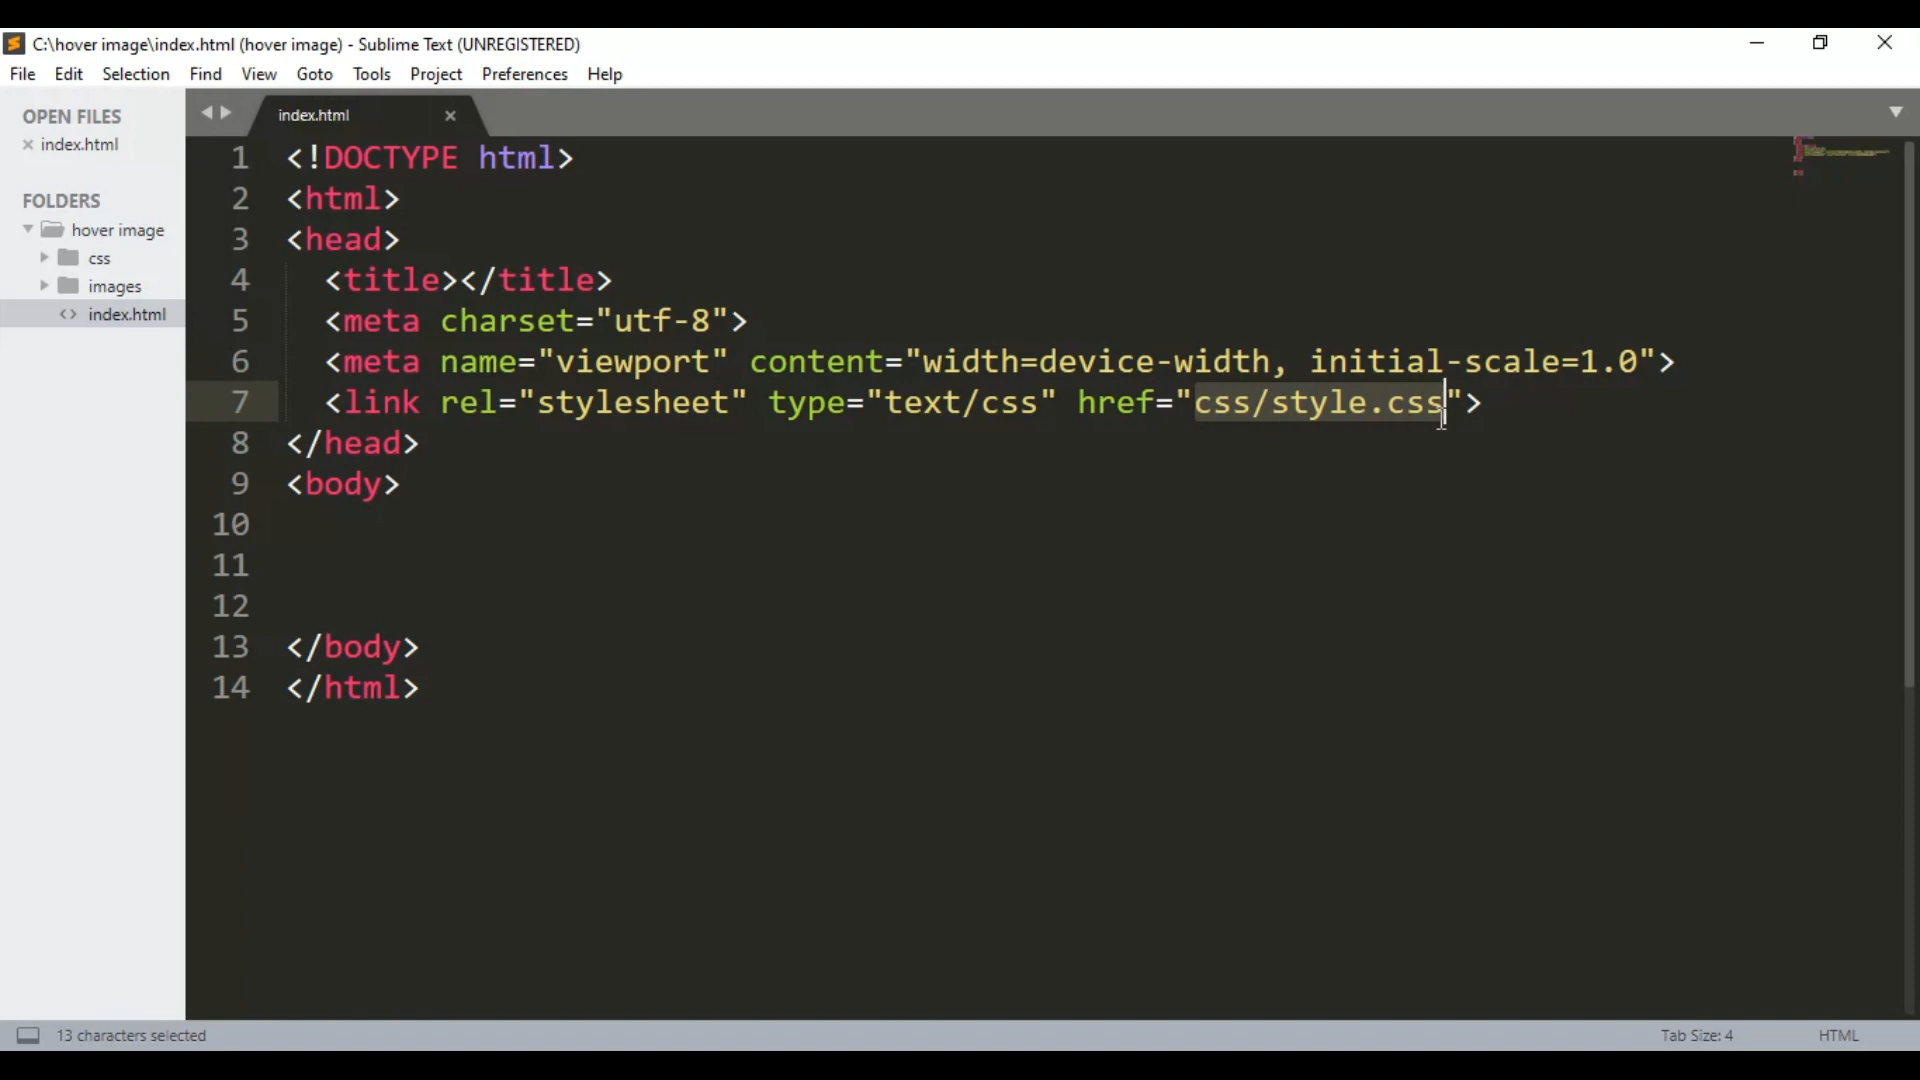 C:\hover image\index.html (hover image) - Sublime Text (UNREGISTERED)
File Edit Selection Find View Goto Tools Project Preferences Help
OPEN FILES
index.html
FOLDERS
hover image
css
images
index.html
index.html
1 <!DOCTYPE html>
2 <html>
3 <head>
4 <title></title>
5 <meta charset="utf-8">
6 <meta name="viewport" content="width=device-width, initial-scale=1.0">
7 <link rel="stylesheet" type="text/css" href="css/style.css">
8 </head>
9 <body>
10
11
12
13 </body>
14 </html>
13 characters selected
Tab Size: 4
HTML